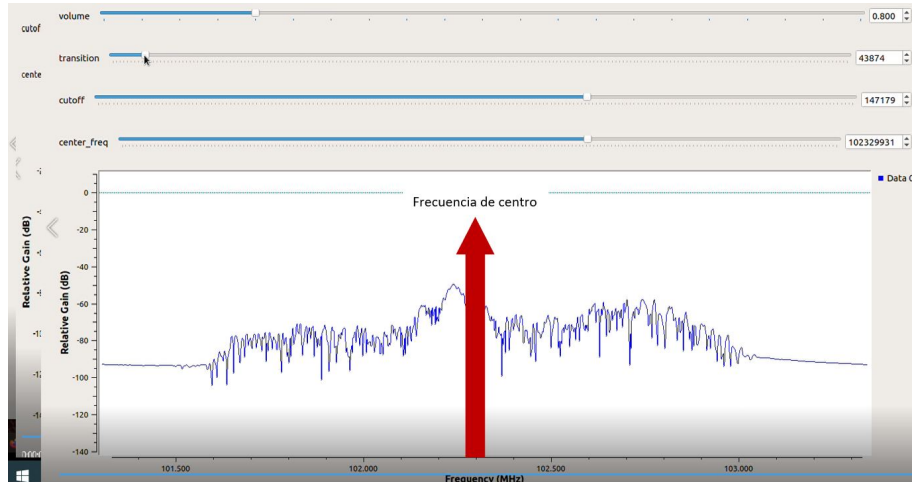 cutof
volume
0.800
transition
43874
cente
cutoff
147179
center_freq
102329931
Data
Frecuencia de centro
0
-20
-40
-60
-80
-100
-120
-140
Relative Gain (dB)
Relative Gain (dB)
101.500
102.000
102.500
103.000
Frequency (MHz)